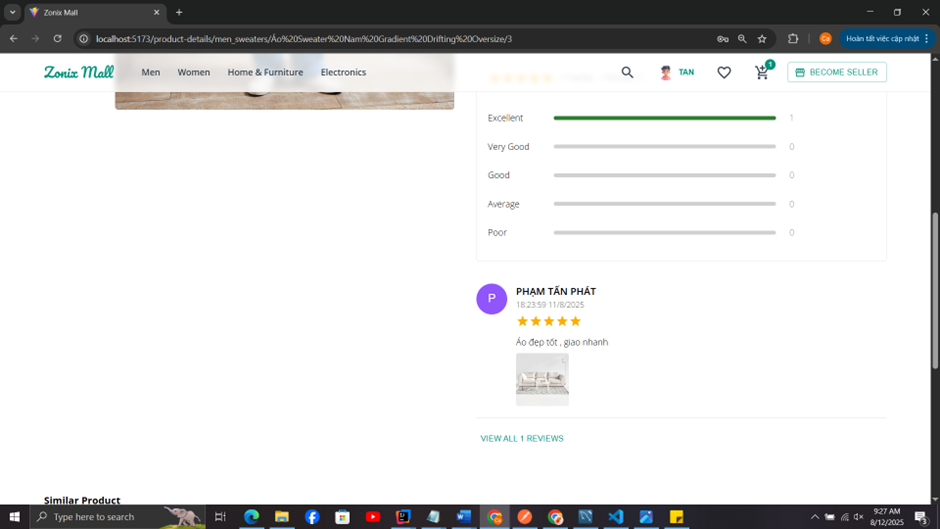 Zonix Mall
localhost:5173/product-details/men_sweaters/Áo%20Sweater%20Nam%20Gradient%20Drifting%20Oversize/3
Ca
Hoàn tất việc cập nhật
Zonix Mall
Men
Women
Home & Furniture
Electronics
TAN
1
BECOME SELLER
Excellent
1
Very Good
0
Good
0
Average
0
Poor
0
P
PHẠM TẤN PHÁT
18:23:59 11/8/2025
Áo đẹp tốt , giao nhanh
VIEW ALL 1 REVIEWS
Similar Product
Type here to search
9:27 AM
8/12/2025
3